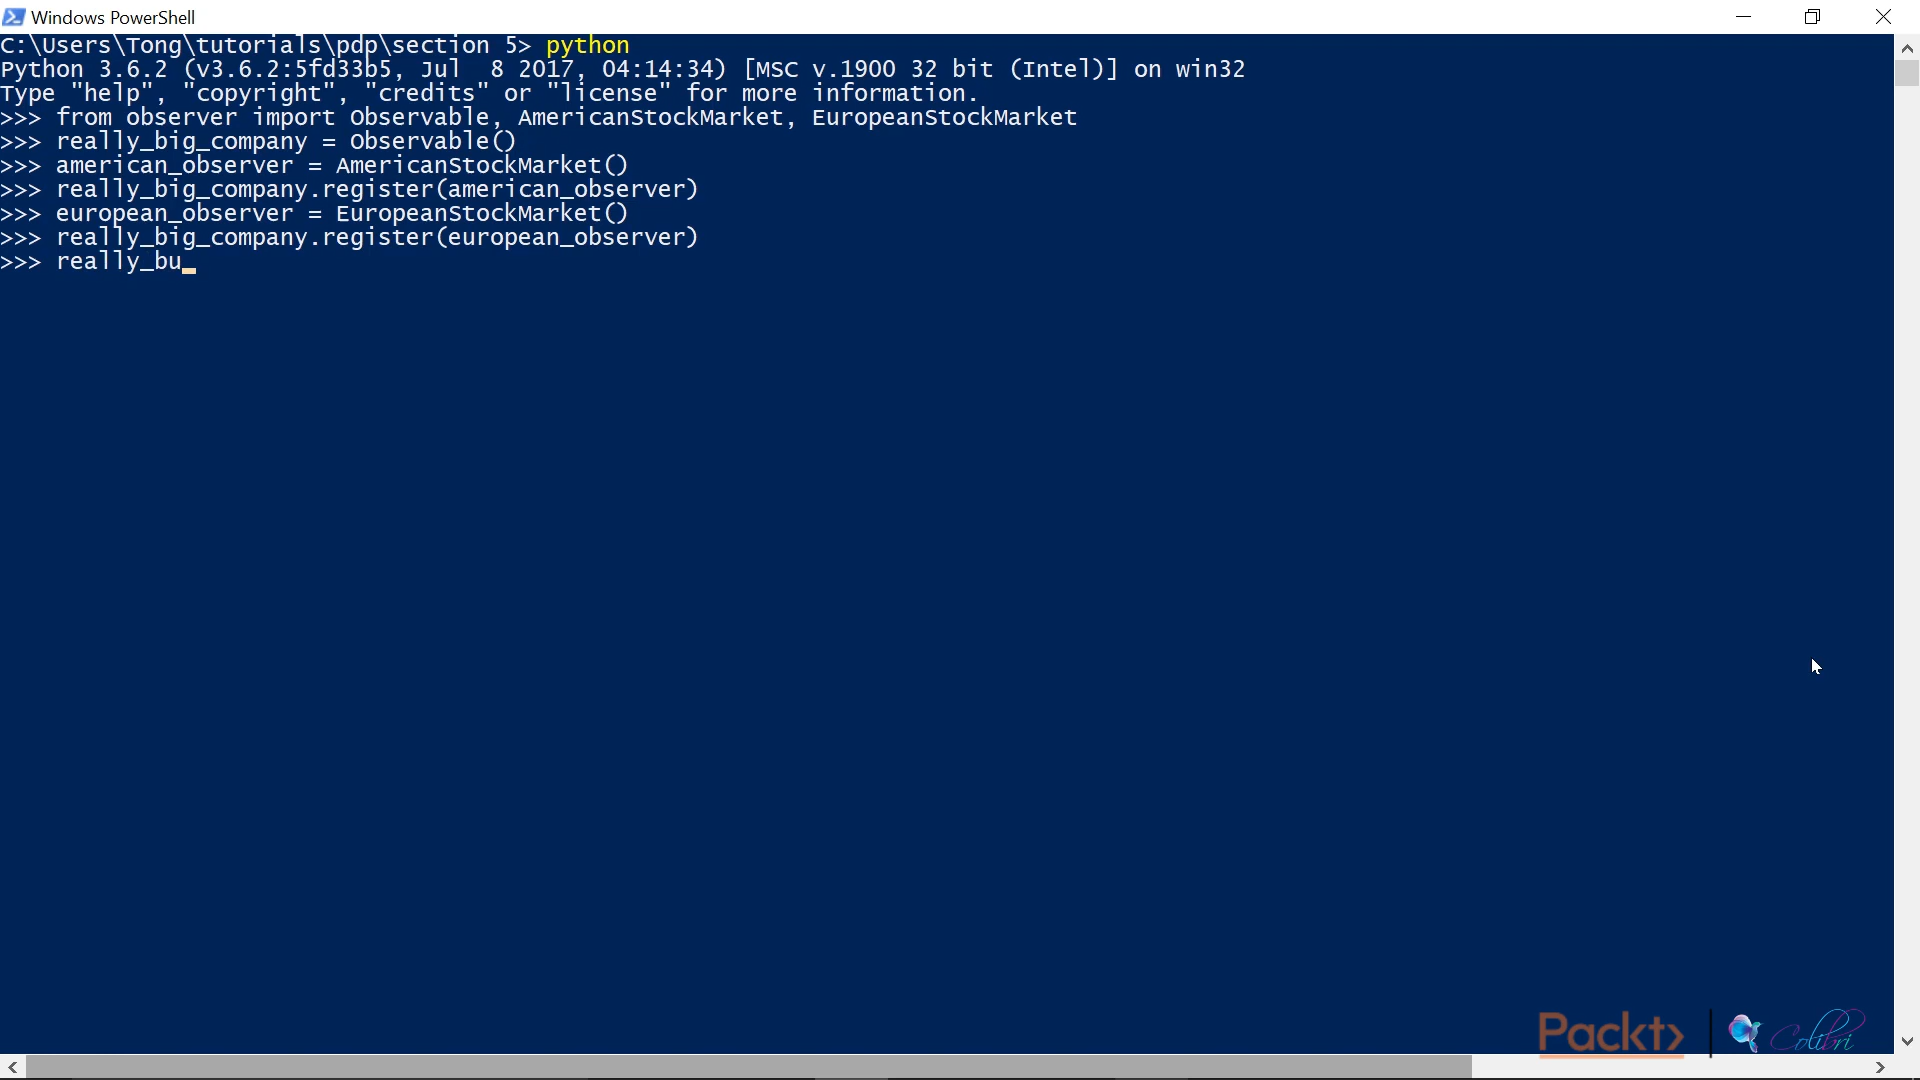 Windows PowerShell
C:\Users\Tong\tutorials\pdp\section 5> python
Python 3.6.2 (v3.6.2:5fd33b5, Jul  8 2017, 04:14:34) [MSC v.1900 32 bit (Intel)] on win32
Type "help", "copyright", "credits" or "license" for more information.
>>> from observer import Observable, AmericanStockMarket, EuropeanStockMarket
>>> really_big_company = Observable()
>>> american_observer = AmericanStockMarket()
>>> really_big_company.register(american_observer)
>>> european_observer = EuropeanStockMarket()
>>> really_big_company.register(european_observer)
>>> really_bu_
Packt> | Colibri